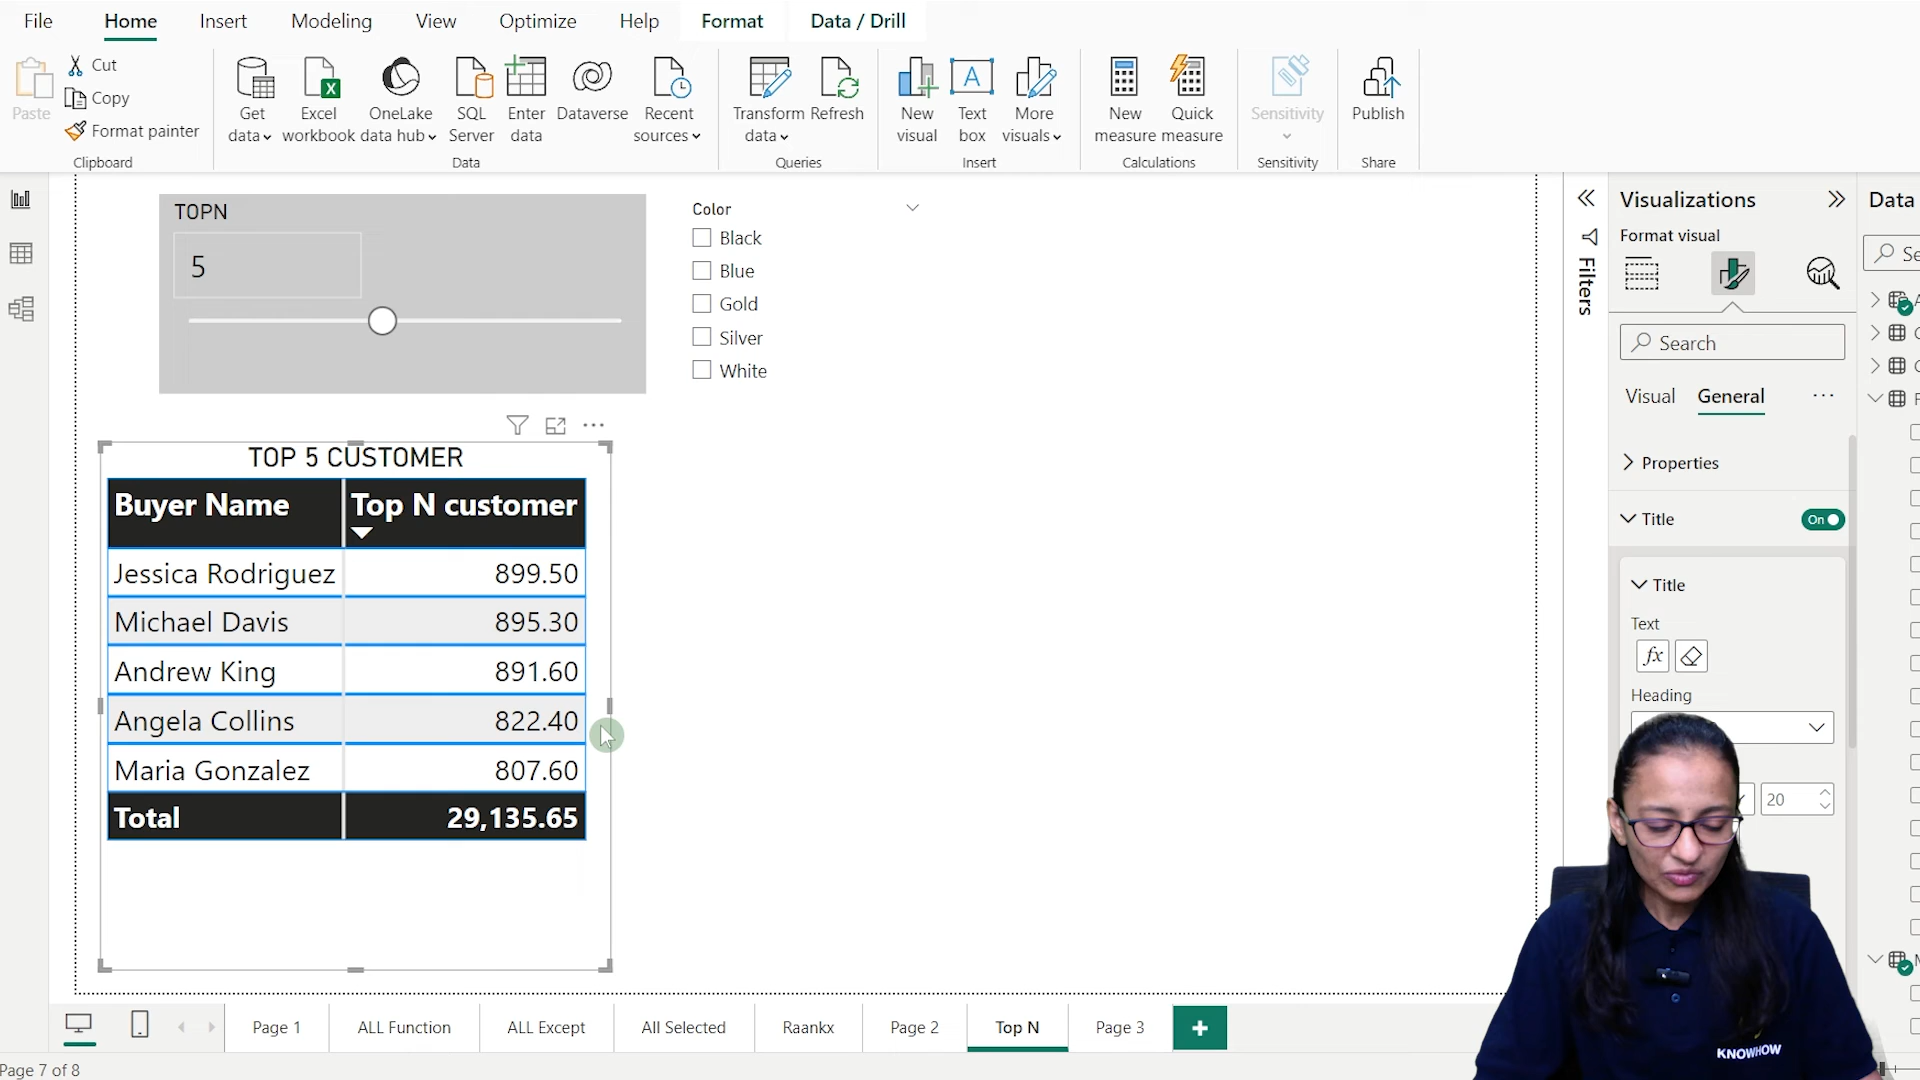 File Home Insert Modeling View Optimize Help Format Data / Drill
Paste
Cut
Copy
Format painter
Clipboard
Get data
Excel workbook
OneLake data hub
SQL Server
Enter data
Dataverse
Recent sources
Data
Transform data
Refresh
Queries
New visual
Text box
More visuals
Insert
New measure
Quick measure
Calculations
Sensitivity
Sensitivity
Publish
Share
TOPN
5
Color
Black
Blue
Gold
Silver
White
TOP 5 CUSTOMER
Buyer Name Top N customer
Jessica Rodriguez 899.50
Michael Davis 895.30
Andrew King 891.60
Angela Collins 822.40
Maria Gonzalez 807.60
Total 29,135.65
Filters
Visualizations
Format visual
Search
Visual General
Properties
Title On
Title
Text
fx
Heading
20
Data
KNOWHOW
Page 1 ALL Function ALL Except All Selected Raankx Page 2 Top N Page 3
Page 7 of 8